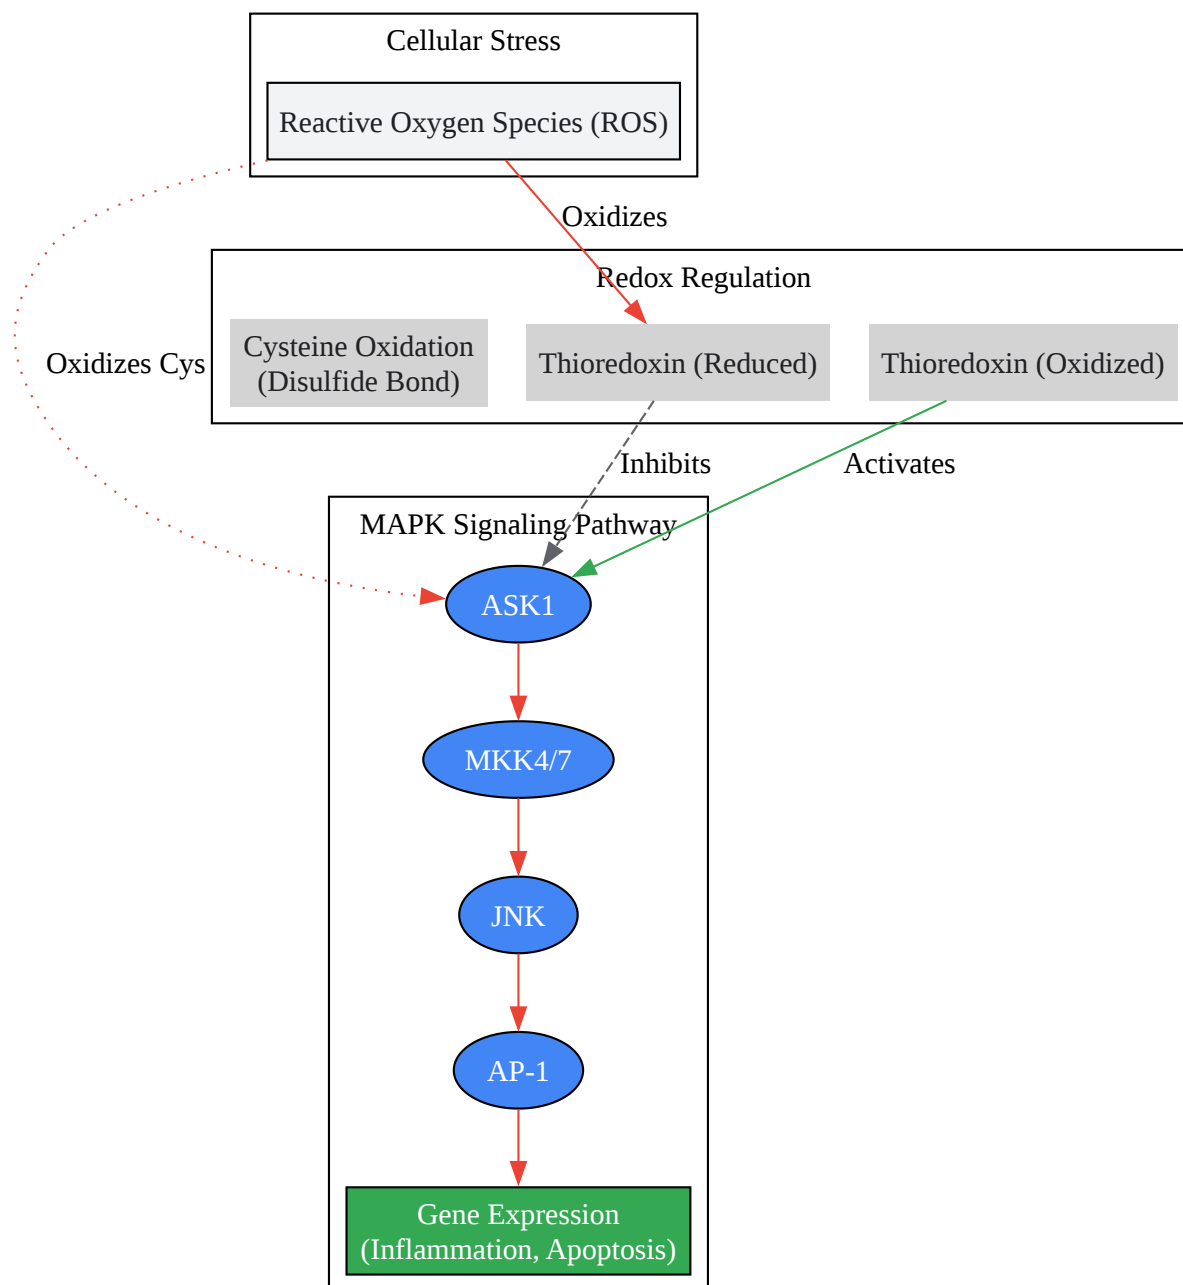 Cellular Stress
Reactive Oxygen Species (ROS)
Oxidizes
Redox Regulation
Cysteine Oxidation
(Disulfide Bond)
Thioredoxin (Reduced)
Thioredoxin (Oxidized)
Oxidizes Cys
Inhibits
Activates
MAPK Signaling Pathway
ASK1
MKK4/7
JNK
AP-1
Gene Expression
(Inflammation, Apoptosis)